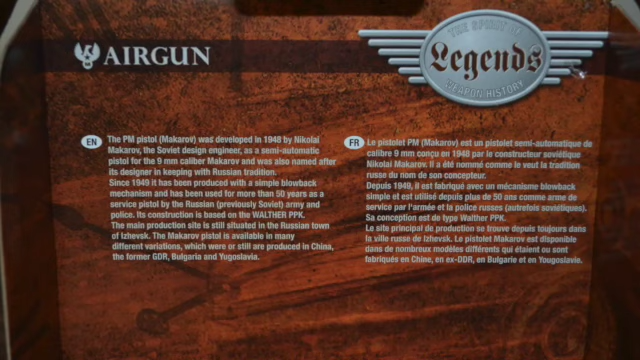 AIRGUN
THE SPIRIT OF
Legends
WEAPON HISTORY
EN
The PM pistol (Makarov) was developed in 1948 by Nikolai
Makarov, the Soviet design engineer, as a semi-automatic
pistol for the 9 mm caliber Makarov and was also named after
its designer in keeping with Russian tradition.
Since 1949 it has been produced with a simple blowback
mechanism and has been used for more than 50 years as a
service pistol by the Russian (previously Soviet) army and
police. Its construction is based on the WALTHER PPK.
The main production site is still situated in the Russian town
of Izhevsk. The Makarov pistol is available in many
different variations, which were or still are produced in China,
the former GDR, Bulgaria and Yugoslavia.
FR
Le pistolet PM (Makarov) est un pistolet semi-automatique de
calibre 9 mm conçu en 1948 par le constructeur soviétique
Nikolai Makarov. Il a été nommé comme le veut la tradition
russe du nom de son concepteur.
Depuis 1949, il est fabriqué avec un mécanisme blowback
simple et est utilisé depuis plus de 50 ans comme arme de
service par l'armée et la police russes (autrefois soviétiques).
Sa conception est de type Walther PPK.
Le site principal de production se trouve depuis toujours dans
la ville russe de Izhevsk. Le pistolet Makarov est disponible
dans de nombreux modèles différents qui étaient ou sont
fabriqués en Chine, en ex-DDR, en Bulgarie et en Yougoslavie.